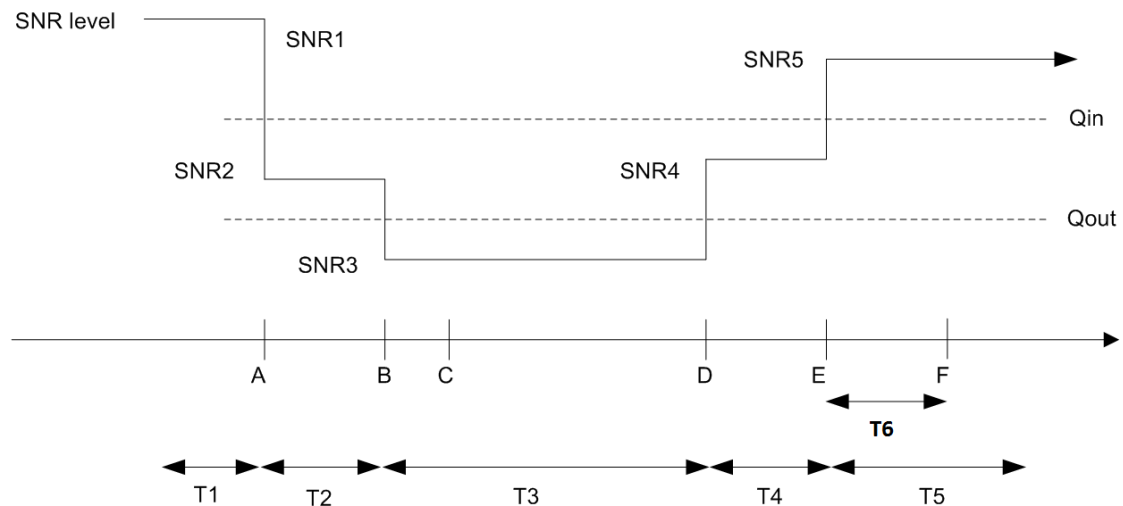 SNR level
SNR1
SNR5
Qin
SNR2
SNR4
Qout
SNR3
A
B
C
D
E
F
T6
T1
T2
T3
T4
T5